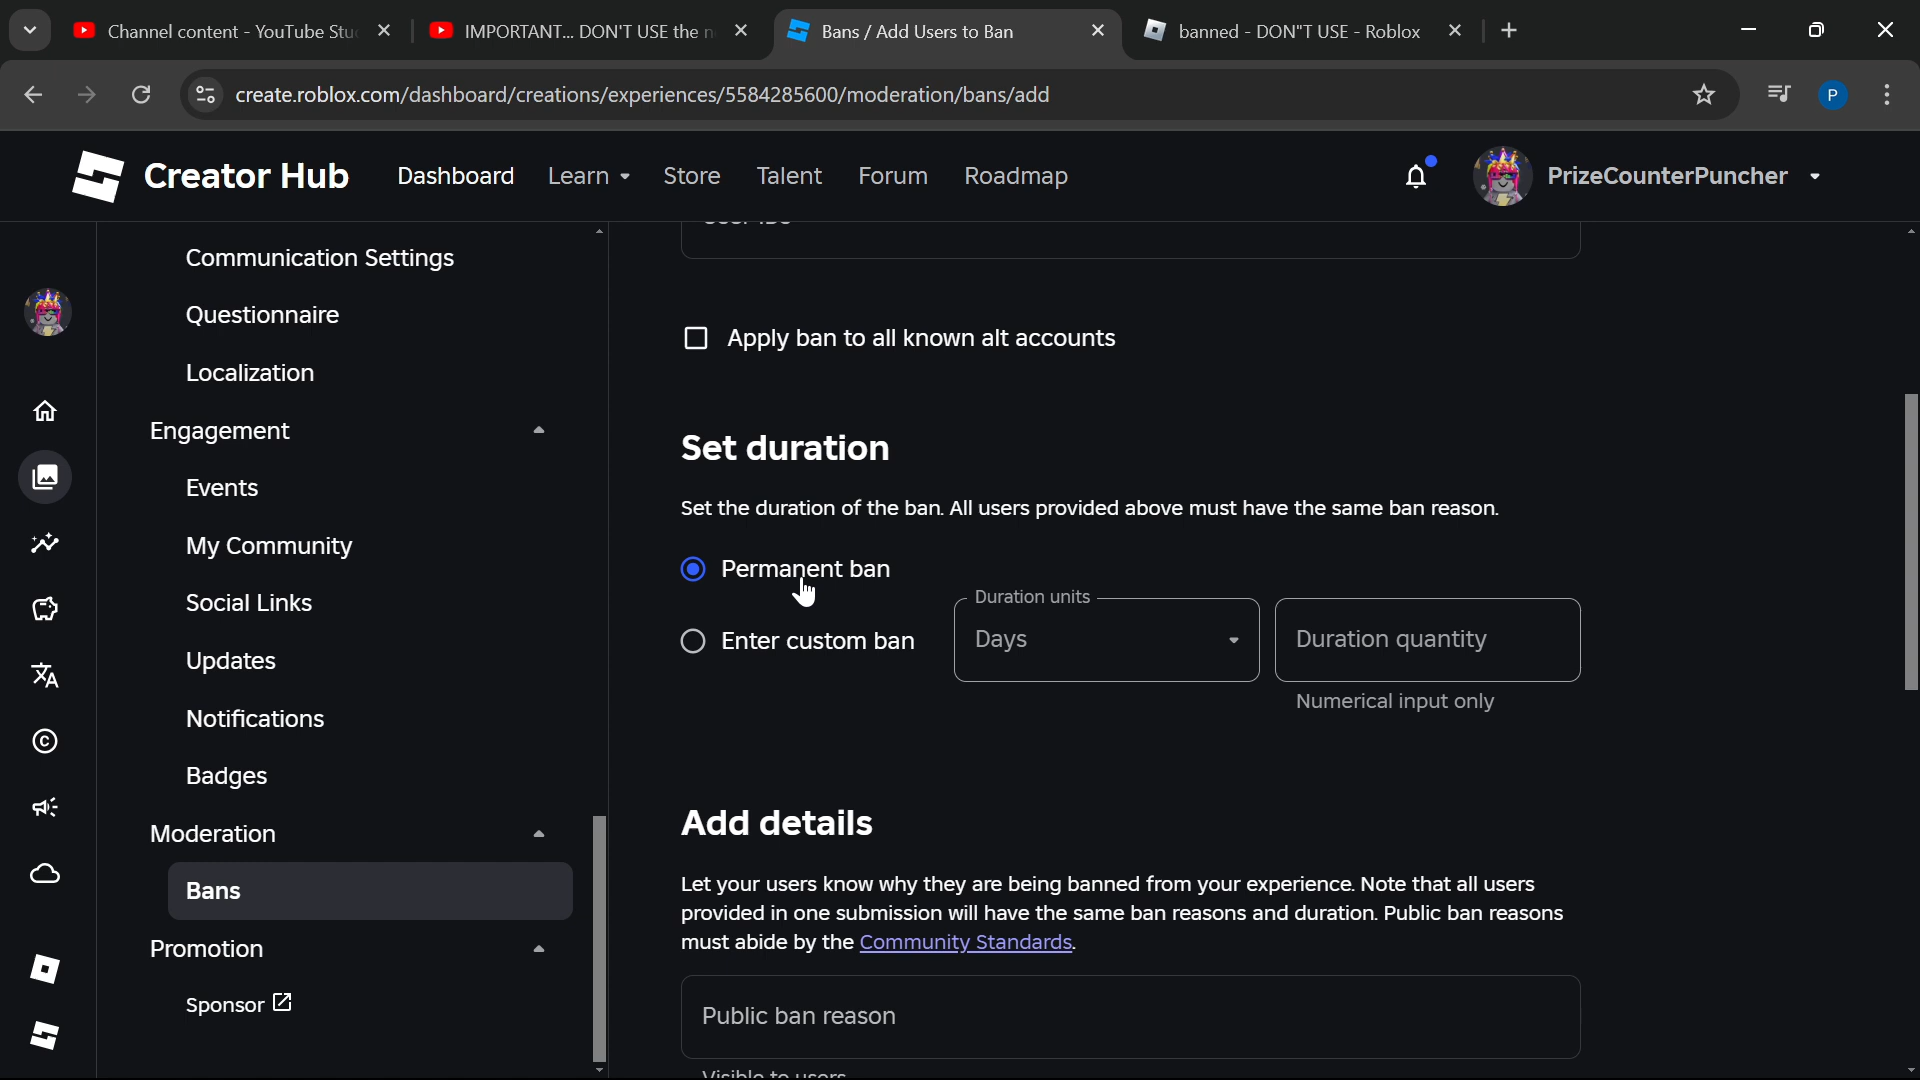 Channel content - YouTube Stu
IMPORTANT... DON'T USE the n
Bans / Add Users to Ban
banned - DON"T USE - Roblox
create.roblox.com/dashboard/creations/experiences/5584285600/moderation/bans/add
P
Creator Hub
Dashboard
Learn
Store
Talent
Forum
Roadmap
PrizeCounterPuncher
Communication Settings
Questionnaire
Localization
Engagement
Events
My Community
Social Links
Updates
Notifications
Badges
Moderation
Bans
Promotion
Sponsor
Apply ban to all known alt accounts
Set duration
Set the duration of the ban. All users provided above must have the same ban reason.
Permanent ban
Enter custom ban
Duration units
Days
Duration quantity
Numerical input only
Add details
Let your users know why they are being banned from your experience. Note that all users
provided in one submission will have the same ban reasons and duration. Public ban reasons
must abide by the Community Standards.
Public ban reason
Visible to users